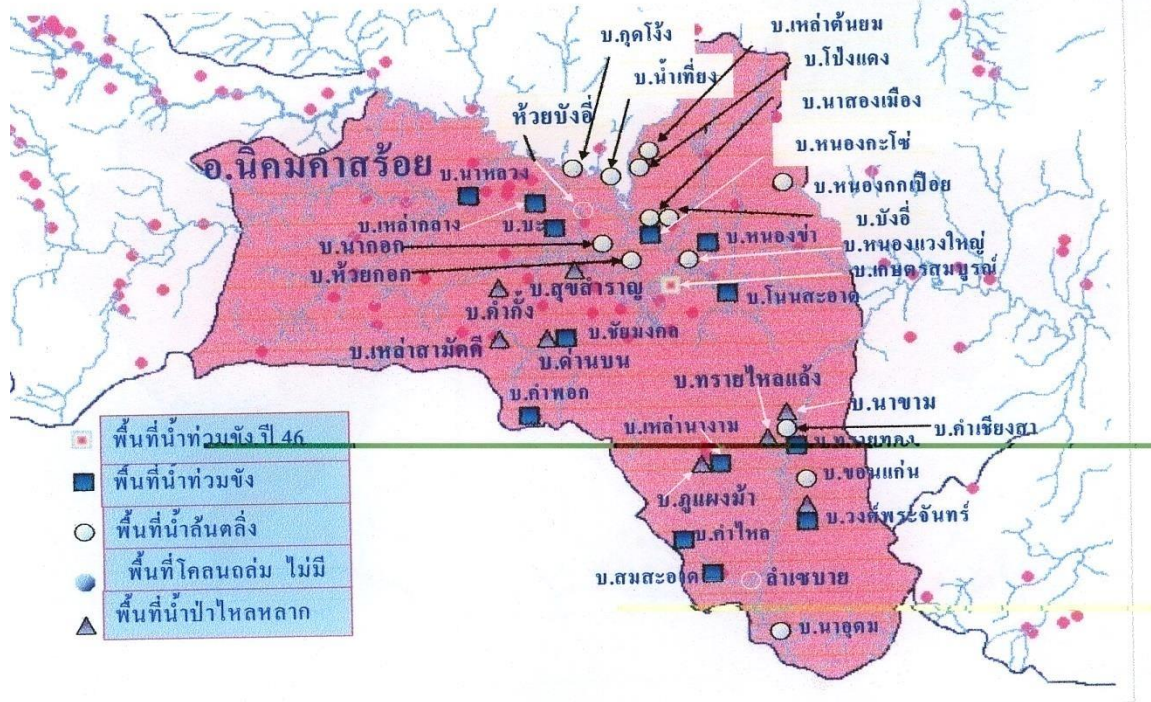 บ.กุดโง้ง
บ.เหล่าต้นยม
บ.น้ำเที่ยง
บ.โป่งแดง
ห้วยบังอี่
บ.นาสองเมือง
บ.หนองกะโซ่
อ.นิคมคำสร้อย
บ.นาหลวง
บ.หนองกกเปือย
บ.เหล่ากลาง
บ.บะ
บ.บังอี่
บ.นากอก
บ.หนองข่า
บ.หนองแวงใหญ่
บ.ห้วยกอก
บ.สุขสำราญ
บ.เกษตรสมบูรณ์
บ.โนนสะอาด
บ.คำกั้ง
บ.ชัยมงคล
บ.เหล่าสามัคคี
บ.ด่านบน
บ.ทรายไหลแล้ง
บ.คำพอก
บ.นาขาม
บ.เหล่านางาม
บ.คำเชียงสา
บ.ทรายทอง
บ.ขอนแก่น
บ.ภูแผงม้า
บ.วงศ์พระจันทร์
บ.คำไหล
บ.สมสะอาด
ลำเซบาย
บ.นาอุดม
พื้นที่น้ำท่วมขัง ปี 46
พื้นที่น้ำท่วมขัง
พื้นที่น้ำล้นตลิ่ง
พื้นที่โคลนถล่ม ไม่มี
พื้นที่น้ำป่าไหลหลาก